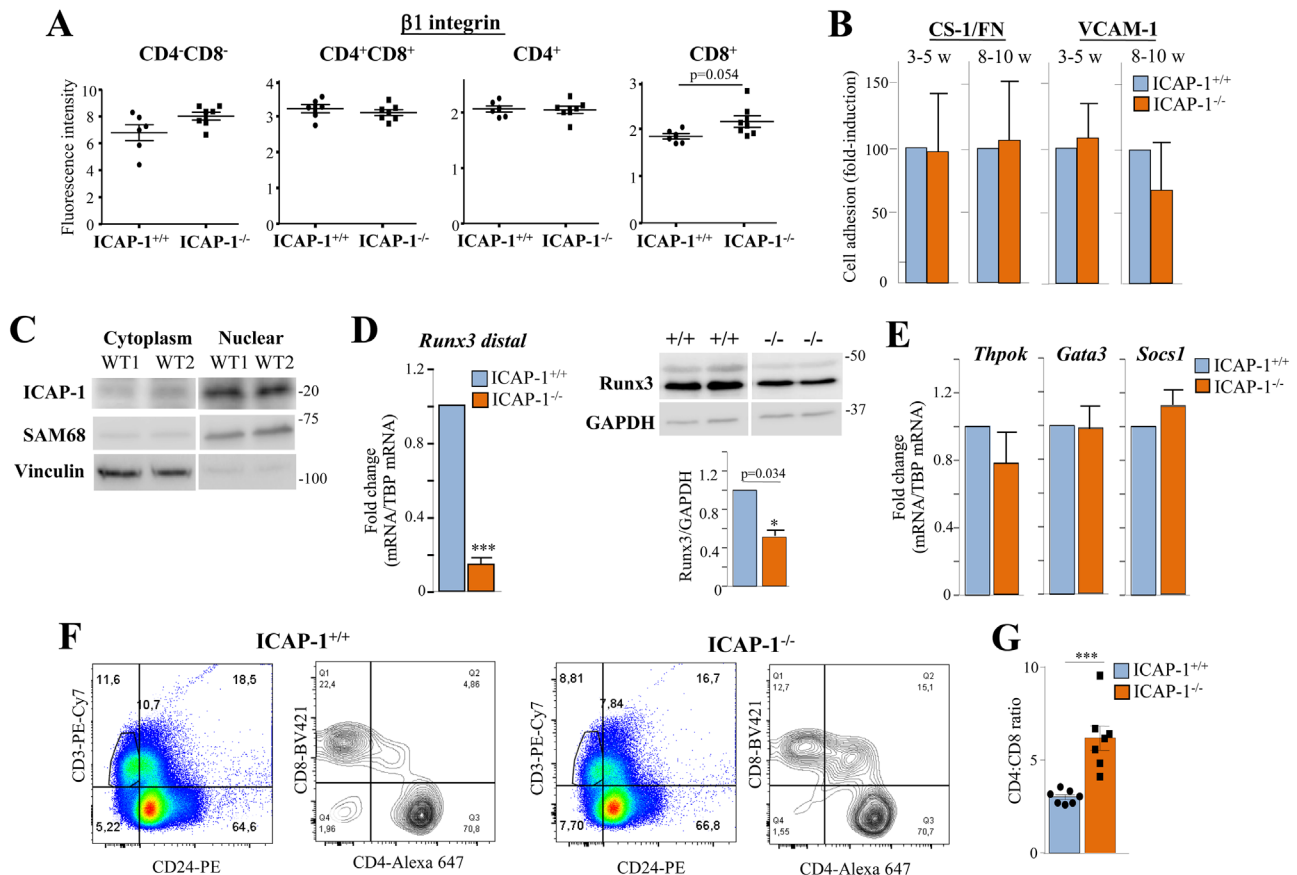 A
β1 integrin
CD4-CD8-
CD4+CD8+
CD4+
CD8+
p=0.054
Fluorescence intensity
10
8
6
4
2
0
4
3
2
1
0
2
1
0
3
2
1
0
ICAP-1+/+ ICAP-1-/-
ICAP-1+/+ ICAP-1-/-
ICAP-1+/+ ICAP-1-/-
ICAP-1+/+ ICAP-1-/-
B
CS-1/FN VCAM-1
3-5 w 8-10 w 3-5 w 8-10 w
ICAP-1+/+
ICAP-1-/-
Cell adhesion (fold-induction)
150
100
50
0
C
Cytoplasm Nuclear
WT1 WT2 WT1 WT2
ICAP-1 -20
-75
SAM68
Vinculin -100
D
Runx3 distal
ICAP-1+/+
ICAP-1-/-
Fold change
(mRNA/TBP mRNA)
1.2
0.8
0.4
0
***
+/+ +/+ -/- -/-
-50
Runx3
-37
GAPDH
p=0.034
*
Runx3/GAPDH
1.2
0.8
0.4
0
E
Thpok Gata3 Socs1
ICAP-1+/+
ICAP-1-/-
Fold change
(mRNA/TBP mRNA)
1.2
0.8
0.4
0
F
ICAP-1+/+
ICAP-1-/-
11,6 18,5
10,7
5,22 64,6
CD3-PE-Cy7
CD24-PE
Q1
22,4
Q2
4,86
Q4
1,96
Q3
70,8
CD8-BV421
CD4-Alexa 647
8,81 16,7
7,84
7,70 66,8
CD3-PE-Cy7
CD24-PE
Q1
12,7
Q2
15,1
Q4
1,55
Q3
70,7
CD8-BV421
CD4-Alexa 647
G
***
ICAP-1+/+
ICAP-1-/-
CD4:CD8 ratio
10
5
0